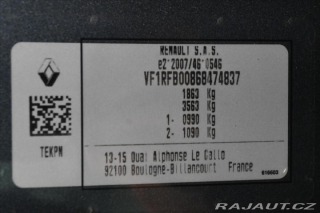 RENAULT S.A.S.
e2*2007/46*0546
VF1RFB00868474837
1863 Kg
3563 Kg
1- 0990 Kg
2- 1090 Kg
TEKPN
13-15 Quai Alphonse Le Gallo
92100 Boulogne-Billancourt France
SAUTO.CZ